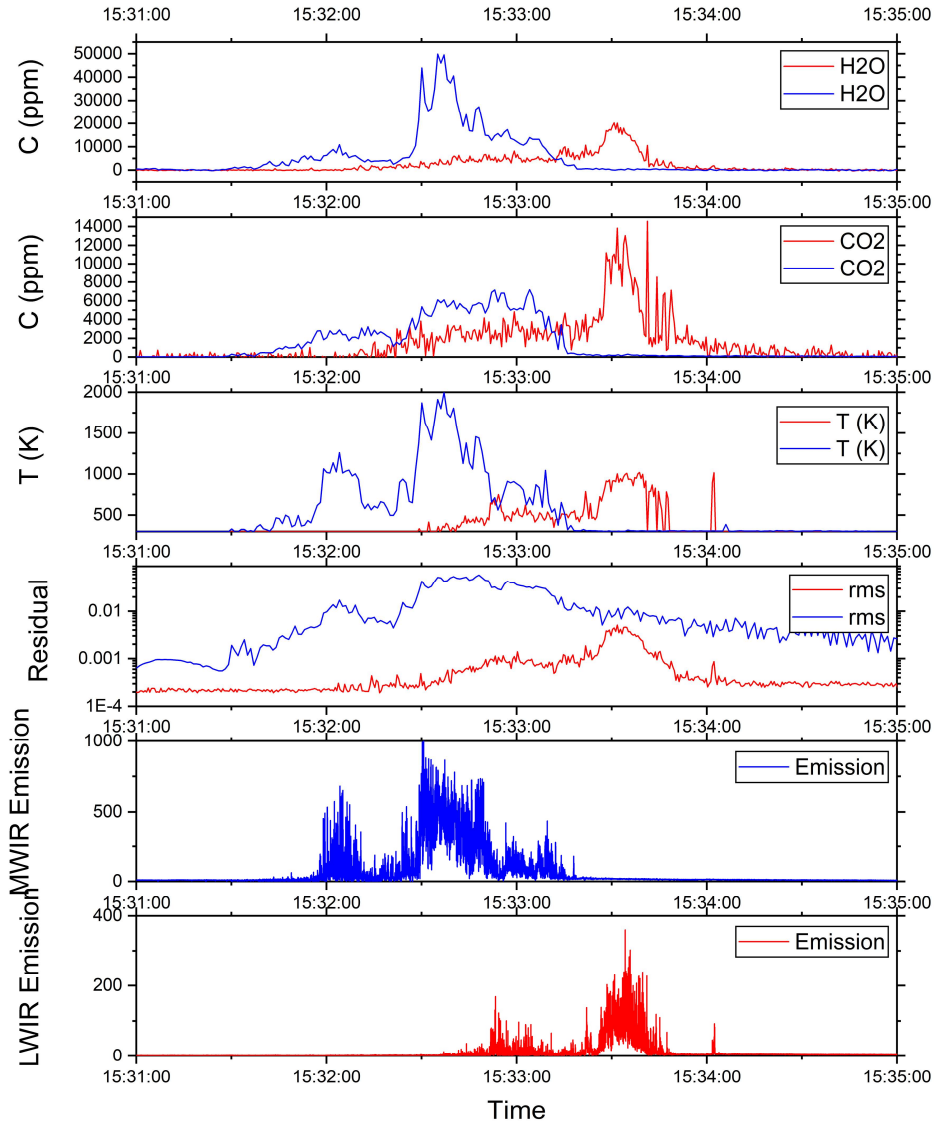 15:31:00 15:32:00 15:33:00 15:34:00 15:35:00
C (ppm)
50000
40000
30000
20000
10000
0
H2O
H2O
15:31:00 15:32:00 15:33:00 15:34:00 15:35:00
C (ppm)
14000
12000
10000
8000
6000
4000
2000
0
CO2
CO2
15:31:00 15:32:00 15:33:00 15:34:00 15:35:00
T (K)
2000
1500
1000
500
T (K)
T (K)
15:31:00 15:32:00 15:33:00 15:34:00 15:35:00
Residual
0.01
0.001
1E-4
rms
rms
15:31:00 15:32:00 15:33:00 15:34:00 15:35:00
MWIR Emission
1000
500
0
Emission
15:31:00 15:32:00 15:33:00 15:34:00 15:35:00
LWIR Emission
400
200
0
Emission
15:31:00 15:32:00 15:33:00 15:34:00 15:35:00
Time